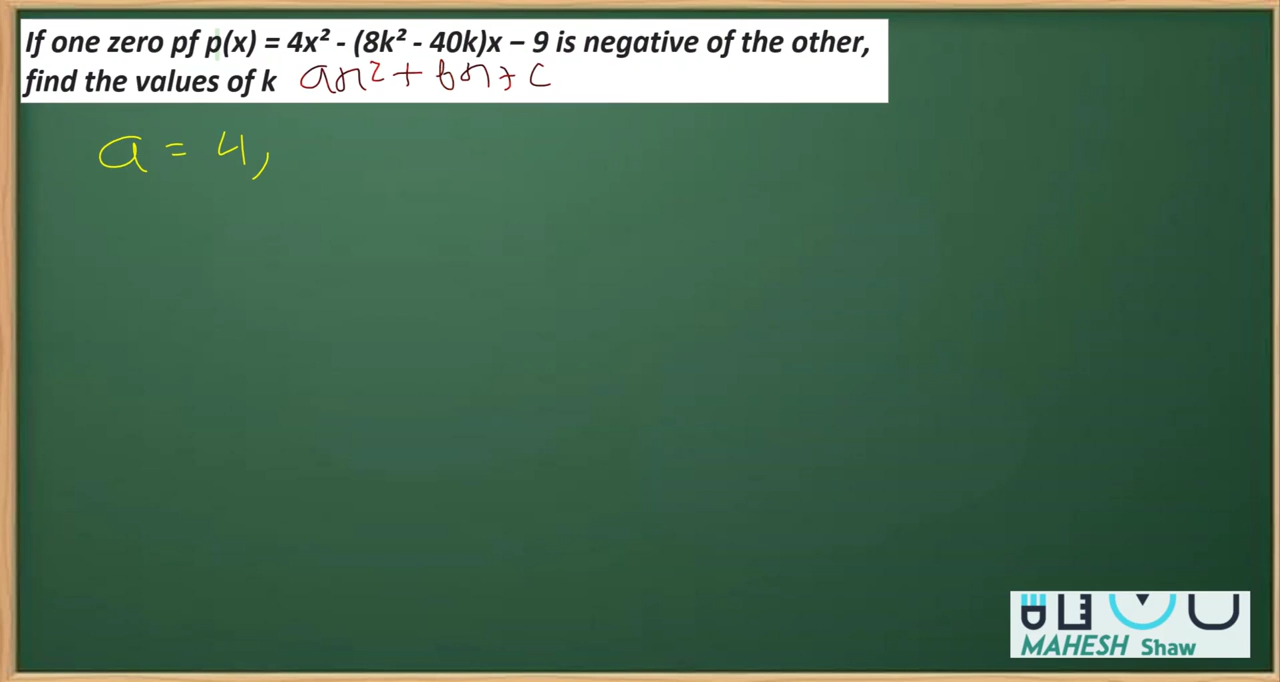 If one zero pf p(x) = 4x² - (8k² - 40k)x – 9 is negative of the other,
find the values of k ax² + bx + c
a = 4,
MAHESH Shaw